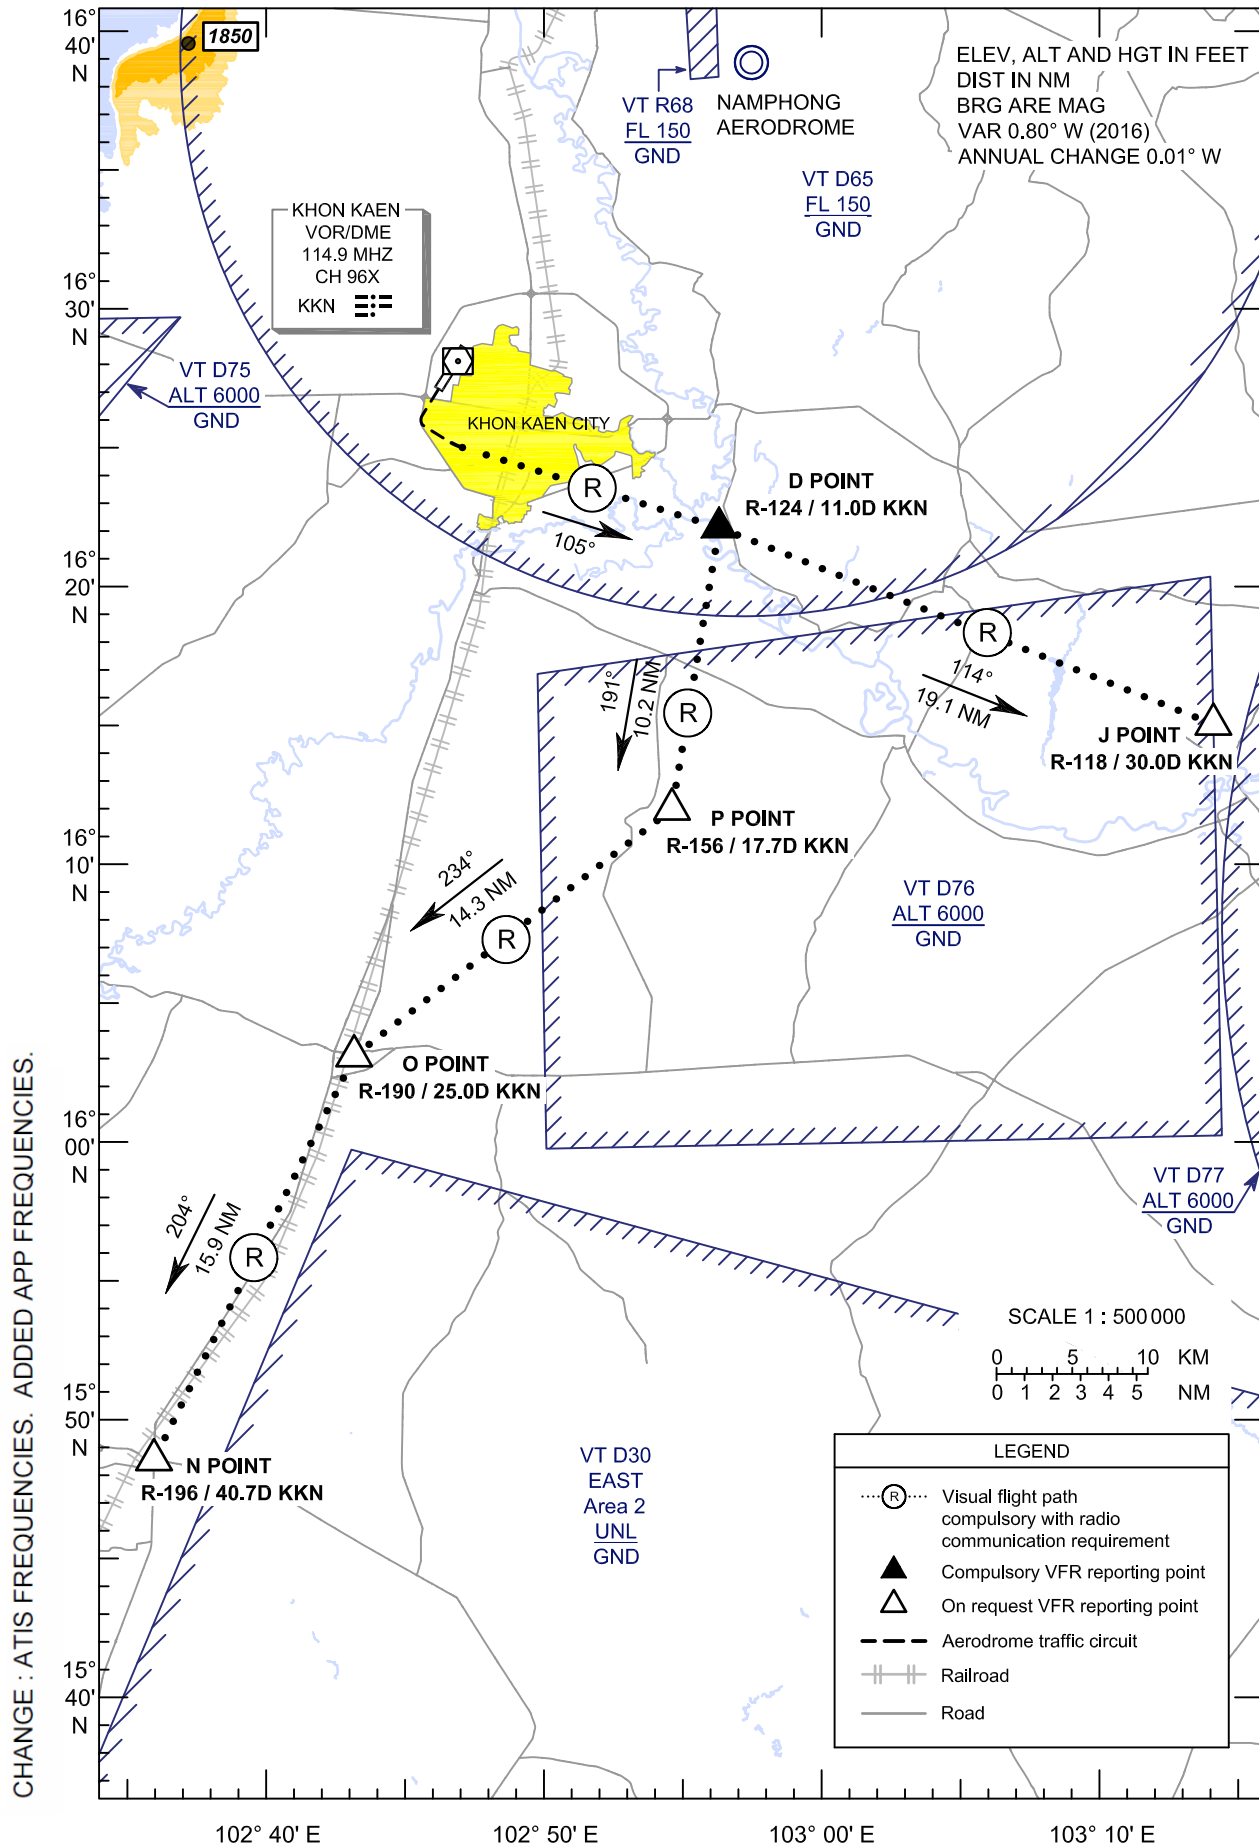 16°
40'
N
1850
ELEV, ALT AND HGT IN FEET
DIST IN NM
BRG ARE MAG
VAR 0.80° W (2016)
ANNUAL CHANGE 0.01° W
VT R68
FL 150
GND
NAMPHONG
AERODROME
VT D65
FL 150
GND
KHON KAEN
VOR/DME
114.9 MHZ
CH 96X
KKN
16°
30'
N
VT D75
ALT 6000
GND
KHON KAEN CITY
R
D POINT
R-124 / 11.0D KKN
105°
16°
20'
N
R
114°
19.1 NM
191°
10.2 NM
R
J POINT
R-118 / 30.0D KKN
P POINT
R-156 / 17.7D KKN
16°
10'
N
234°
14.3 NM
R
VT D76
ALT 6000
GND
O POINT
R-190 / 25.0D KKN
16°
00'
N
VT D77
ALT 6000
GND
204°
15.9 NM
R
SCALE 1 : 500 000
0 5 10 KM
0 1 2 3 4 5 NM
15°
50'
N
N POINT
R-196 / 40.7D KKN
VT D30
EAST
Area 2
UNL
GND
LEGEND
R
Visual flight path
compulsory with radio
communication requirement
Compulsory VFR reporting point
On request VFR reporting point
Aerodrome traffic circuit
Railroad
Road
15°
40'
N
102° 40' E
102° 50' E
103° 00' E
103° 10' E
CHANGE : ATIS FREQUENCIES. ADDED APP FREQUENCIES.